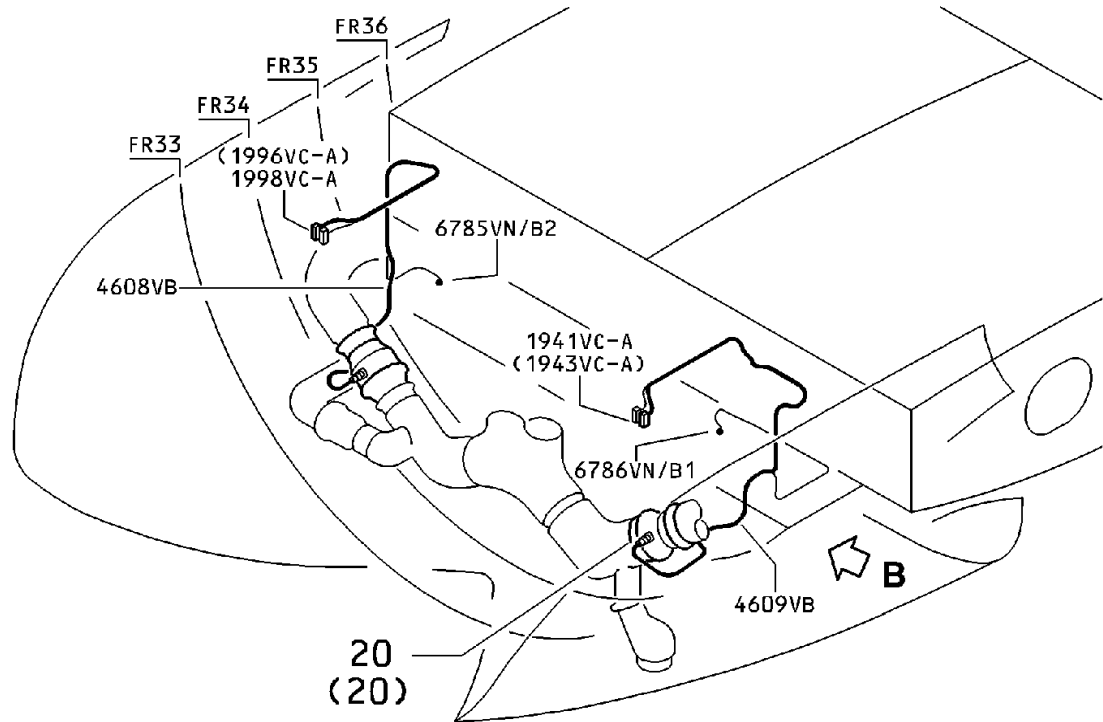 FR36
FR35
FR34
FR33
(1996VC-A)
1998VC-A
6785VN/B2
4608VB
1941VC-A
(1943VC-A)
6786VN/B1
B
4609VB
20
(20)